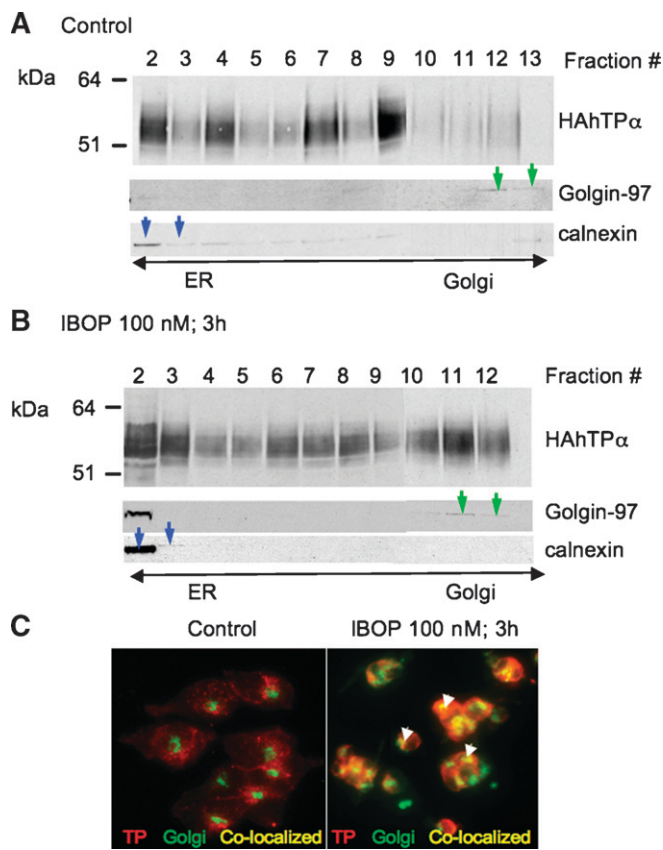 A Control
kDa 2 3 4 5 6 7 8 9 10 11 12 13 Fraction #
64
HAhTPα
51
Golgin-97
calnexin
ER Golgi
B IBOP 100 nM; 3h
2 3 4 5 6 7 8 9 10 11 12 Fraction #
kDa 64
HAhTPα
51
Golgin-97
calnexin
ER Golgi
C Control IBOP 100 nM; 3h
TP Golgi Co-localized TP Golgi Co-localized